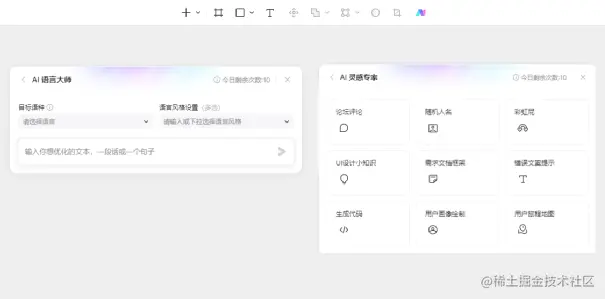 AI 语言大师
今日剩余次数:10
目标语种
语言风格设置 (多选)
请选择语言
请输入或下拉选择语言风格
输入你想优化的文本，一段话或一个句子
AI 灵感专家
今日剩余次数:10
论坛评论
随机人名
彩虹屁
UI设计小知识
需求文档框架
错误文案提示
生成代码
用户画像绘制
用户旅程地图
@稀土掘金技术社区